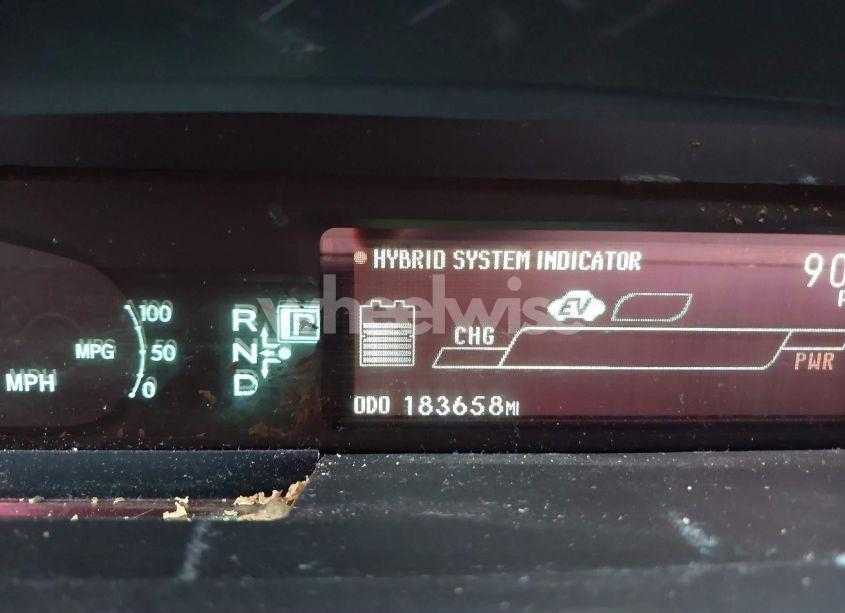 HYBRID SYSTEM INDICATOR
90
100
50
0
MPG
MPH
R
N
D
P
wheelwise
EV
CHG
PWR
ODO 183658MI